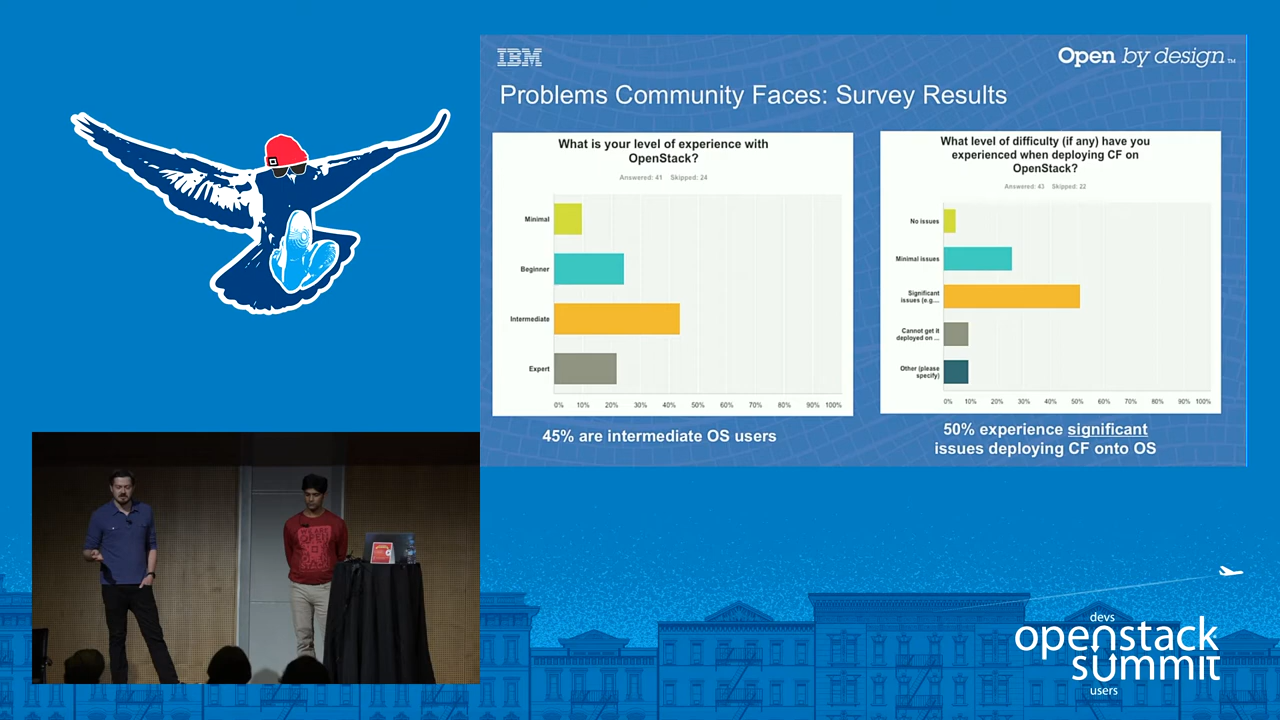 IBM
Open by design™
Problems Community Faces: Survey Results
What is your level of experience with
OpenStack?
Answered: 41 Skipped: 24
Minimal
Beginner
Intermediate
Expert
0% 10% 20% 30% 40% 50% 60% 70% 80% 90% 100%
45% are intermediate OS users
What level of difficulty (if any) have you
experienced when deploying CF on
OpenStack?
Answered: 43 Skipped: 22
No issues
Minimal issues
Significant
issues (e.g....
Cannot get it
deployed on ...
Other (please
specify)
0% 10% 20% 30% 40% 50% 60% 70% 80% 90% 100%
50% experience significant
issues deploying CF onto OS
WE ARE
OPEN
devs
openstack
summit
users